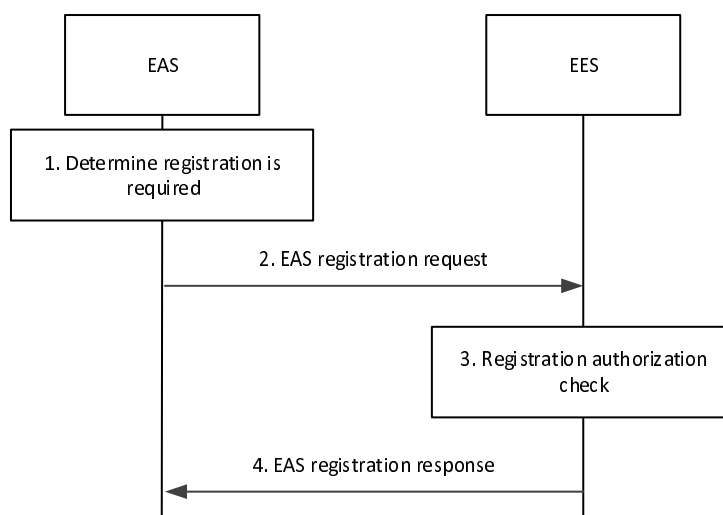 EAS
EES
1. Determine registration is
required
2. EAS registration request
3. Registration authorization
check
4. EAS registration response